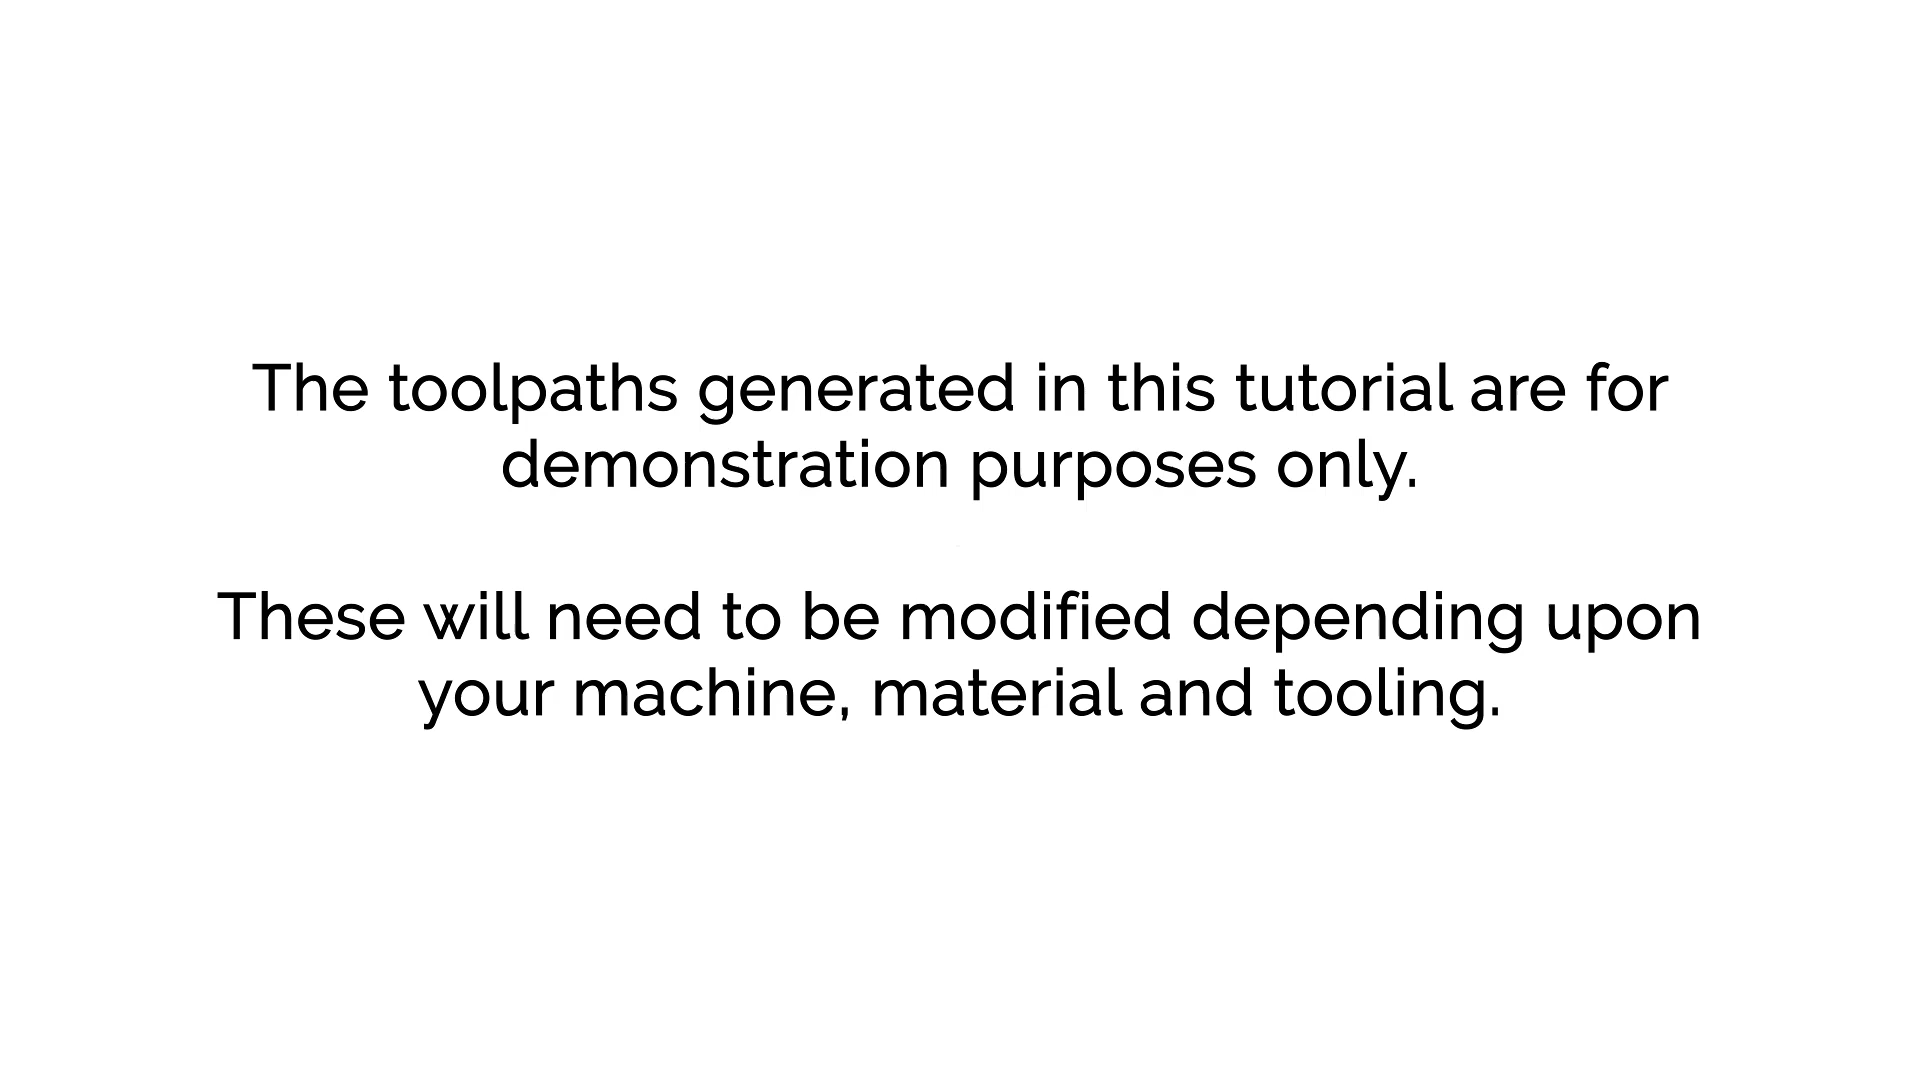 The toolpaths generated in this tutorial are for
demonstration purposes only.
These will need to be modified depending upon
your machine, material and tooling.